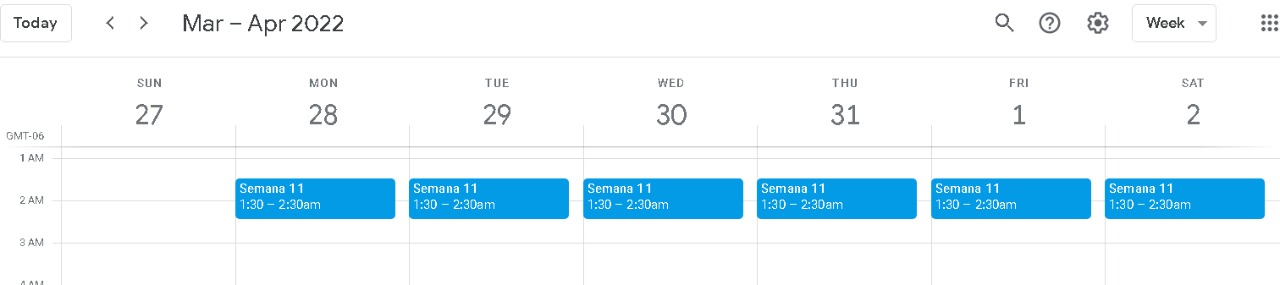 Today Mar – Apr 2022 Week
SUN MON TUE WED THU FRI SAT
27 28 29 30 31 1 2
GMT-06
1 AM
Semana 11 Semana 11 Semana 11 Semana 11 Semana 11 Semana 11
1:30 – 2:30am 1:30 – 2:30am 1:30 – 2:30am 1:30 – 2:30am 1:30 – 2:30am 1:30 – 2:30am
2 AM
3 AM
4 AM